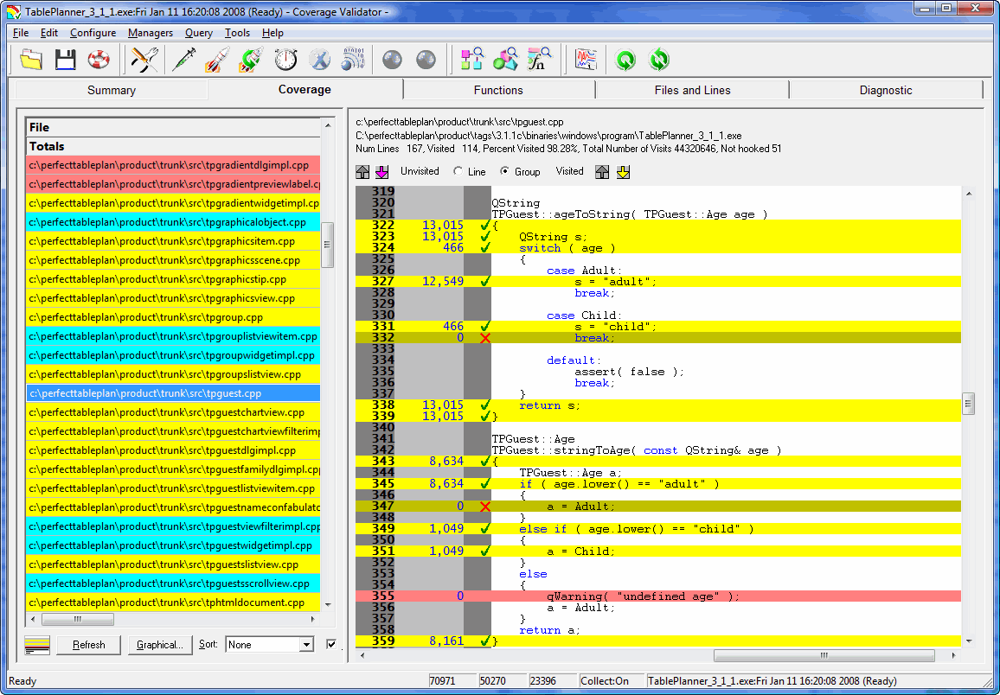 TablePlanner_3_1_1.exe:Fri Jan 11 16:20:08 2008 (Ready) - Coverage Validator -
File Edit Configure Managers Query Tools Help
Summary Coverage Functions Files and Lines Diagnostic
File
Totals
c:\perfecttableplan\product\trunk\src\tpgradientdlgimpl.cpp
c:\perfecttableplan\product\trunk\src\tpgradientpreviewlabel.cp
c:\perfecttableplan\product\trunk\src\tpgradientwidgetimpl.cpp
c:\perfecttableplan\product\trunk\src\tpgraphicalobject.cpp
c:\perfecttableplan\product\trunk\src\tpgraphicsitem.cpp
c:\perfecttableplan\product\trunk\src\tpgraphicsscene.cpp
c:\perfecttableplan\product\trunk\src\tpgraphicstip.cpp
c:\perfecttableplan\product\trunk\src\tpgraphicsview.cpp
c:\perfecttableplan\product\trunk\src\tpgroup.cpp
c:\perfecttableplan\product\trunk\src\tpgrouplistviewitem.cpp
c:\perfecttableplan\product\trunk\src\tpgroupwidgetimpl.cpp
c:\perfecttableplan\product\trunk\src\tpgroupslistview.cpp
c:\perfecttableplan\product\trunk\src\tpguest.cpp
c:\perfecttableplan\product\trunk\src\tpguestchartview.cpp
c:\perfecttableplan\product\trunk\src\tpguestchartviewfilterimp
c:\perfecttableplan\product\trunk\src\tpguestdlgimpl.cpp
c:\perfecttableplan\product\trunk\src\tpguestfamilydlgimpl.cpp
c:\perfecttableplan\product\trunk\src\tpguestlistviewitem.cpp
c:\perfecttableplan\product\trunk\src\tpguestnameconfabulato
c:\perfecttableplan\product\trunk\src\tpguestviewfilterimpl.cpp
c:\perfecttableplan\product\trunk\src\tpguestwidgetimpl.cpp
c:\perfecttableplan\product\trunk\src\tpguestslistview.cpp
c:\perfecttableplan\product\trunk\src\tpguestsscrollview.cpp
c:\perfecttableplan\product\trunk\src\tphtmldocument.cpp
Refresh Graphical... Sort: None
c:\perfecttableplan\product\trunk\src\tpguest.cpp
C:\perfecttableplan\product\tags\3.1.1c\binaries\windows\program\TablePlanner_3_1_1.exe
Num Lines 167, Visited 114, Percent Visited 98.28%, Total Number of Visits 44320646, Not hooked 51
Unvisited Line Group Visited
319
320 QString
321 TPGuest::ageToString( TPGuest::Age age )
322 13,015 {
323 13,015 QString s;
324 466 switch ( age )
325 {
326 case Adult:
327 12,549 s = "adult";
328 break;
329
330 case Child:
331 466 s = "child";
332 0 break;
333
334 default:
335 assert( false );
336 break;
337 }
338 13,015 return s;
339 13,015 }
340
341 TPGuest::Age
342 TPGuest::stringToAge( const QString& age )
343 8,634 {
344 TPGuest::Age a;
345 8,634 if ( age.lower() == "adult" )
346 {
347 0 a = Adult;
348 }
349 1,049 else if ( age.lower() == "child" )
350 {
351 1,049 a = Child;
352 }
353 else
354 {
355 0 qWarning( "undefined age" );
356 a = Adult;
357 }
358 return a;
359 8,161 }
Ready 70971 50270 23396 Collect:On TablePlanner_3_1_1.exe:Fri Jan 11 16:20:08 2008 (Ready)